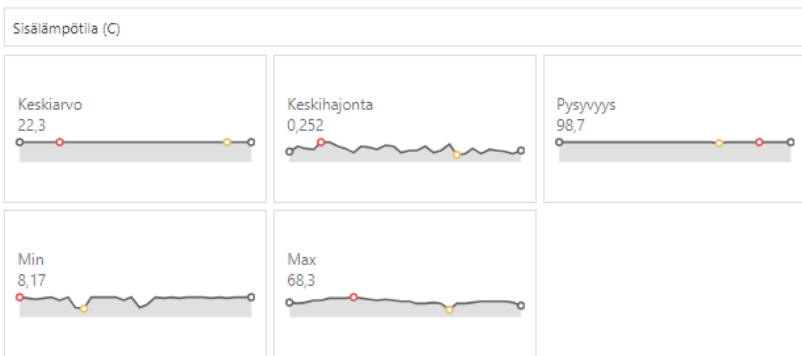 Sisälämpötila (C)
Keskiarvo
22,3
Keskihajonta
0,252
Pysyvyys
98,7
Min
8,17
Max
68,3